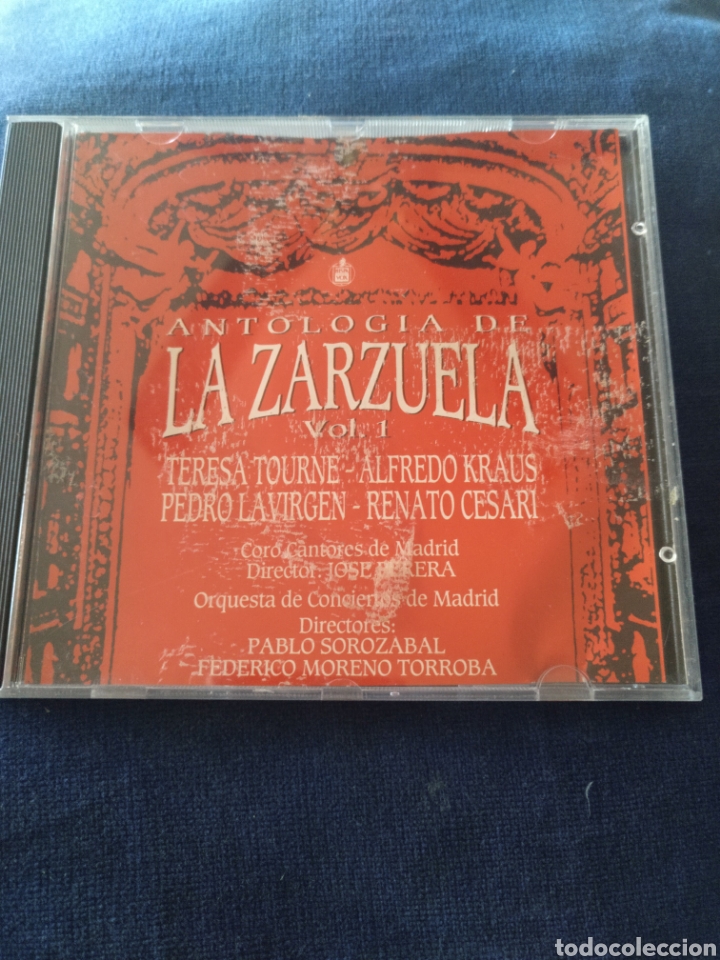 ANTOLOGIA DE
LA ZARZUELA
Vol. 1
TERESA TOURNE - ALFREDO KRAUS
PEDRO LAVIRGEN - RENATO CESARI
Coro Cantores de Madrid
Director: JOSE PERERA
Orquesta de Conciertos de Madrid
Directores:
PABLO SOROZABAL
FEDERICO MORENO TORROBA
todocoleccion